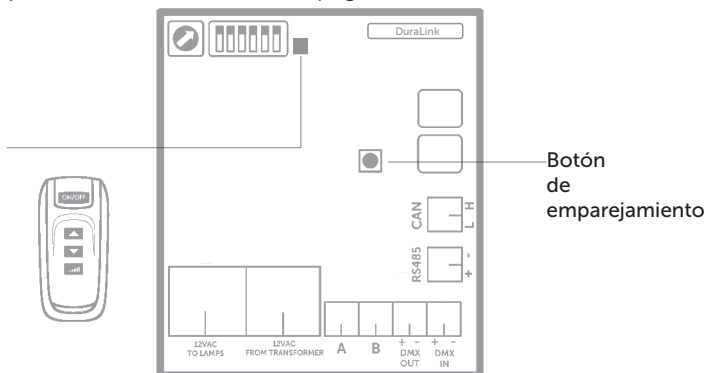 DuraLink
Botón
de
emparejamiento
ON/OFF
CAN
H
L
RS485
-
+
12VAC
TO LAMPS
12VAC
FROM TRANSFORMER
A
B
+ -
DMX
OUT
+ -
DMX
IN